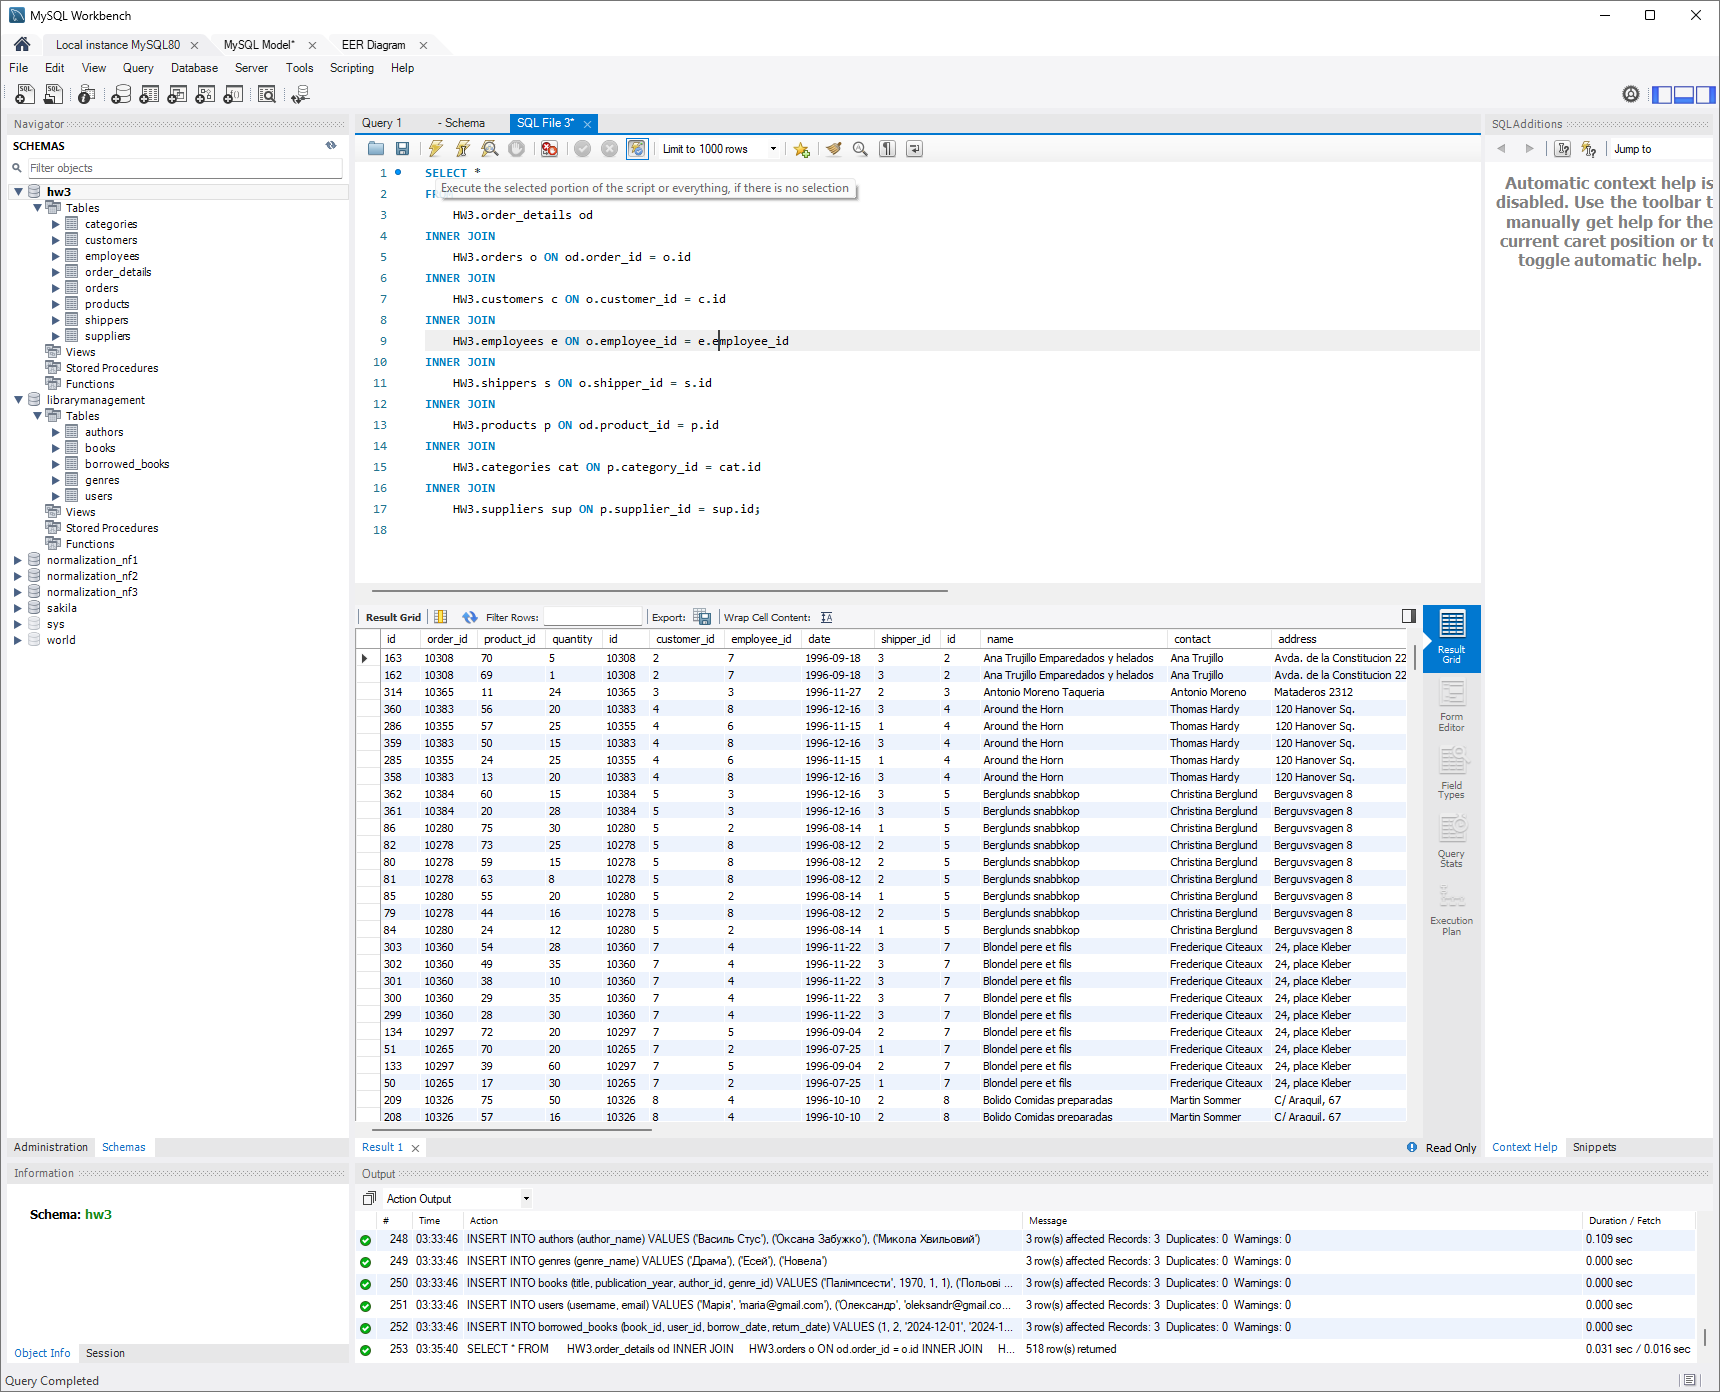 MySQL Workbench
Local instance MySQL80
MySQL Model*
EER Diagram
File Edit View Query Database Server Tools Scripting Help
Navigator
SCHEMAS
Filter objects
hw3
Tables
categories
customers
employees
order_details
orders
products
shippers
suppliers
Views
Stored Procedures
Functions
librarymanagement
Tables
authors
books
borrowed_books
genres
users
Views
Stored Procedures
Functions
normalization_nf1
normalization_nf2
normalization_nf3
sakila
sys
world
Administration Schemas
Information
Schema: hw3
Object Info Session
Query Completed
Query 1 - Schema SQL File 3*
Limit to 1000 rows
1 SELECT *
Execute the selected portion of the script or everything, if there is no selection
2 F
3 HW3.order_details od
4 INNER JOIN
5 HW3.orders o ON od.order_id = o.id
6 INNER JOIN
7 HW3.customers c ON o.customer_id = c.id
8 INNER JOIN
9 HW3.employees e ON o.employee_id = e.employee_id
10 INNER JOIN
11 HW3.shippers s ON o.shipper_id = s.id
12 INNER JOIN
13 HW3.products p ON od.product_id = p.id
14 INNER JOIN
15 HW3.categories cat ON p.category_id = cat.id
16 INNER JOIN
17 HW3.suppliers sup ON p.supplier_id = sup.id;
18
Result Grid Filter Rows: Export: Wrap Cell Content:
id order_id product_id quantity id customer_id employee_id date shipper_id id name contact address
163 10308 70 5 10308 2 7 1996-09-18 3 2 Ana Trujillo Emparedados y helados Ana Trujillo Avda. de la Constitucion 22
162 10308 69 1 10308 2 7 1996-09-18 3 2 Ana Trujillo Emparedados y helados Ana Trujillo Avda. de la Constitucion 22
314 10365 11 24 10365 3 3 1996-11-27 2 3 Antonio Moreno Taqueria Antonio Moreno Mataderos 2312
360 10383 56 20 10383 4 8 1996-12-16 3 4 Around the Horn Thomas Hardy 120 Hanover Sq.
286 10355 57 25 10355 4 6 1996-11-15 1 4 Around the Horn Thomas Hardy 120 Hanover Sq.
359 10383 50 15 10383 4 8 1996-12-16 3 4 Around the Horn Thomas Hardy 120 Hanover Sq.
285 10355 24 25 10355 4 6 1996-11-15 1 4 Around the Horn Thomas Hardy 120 Hanover Sq.
358 10383 13 20 10383 4 8 1996-12-16 3 4 Around the Horn Thomas Hardy 120 Hanover Sq.
362 10384 60 15 10384 5 3 1996-12-16 3 5 Berglunds snabbkop Christina Berglund Berguvsvagen 8
361 10384 20 28 10384 5 3 1996-12-16 3 5 Berglunds snabbkop Christina Berglund Berguvsvagen 8
86 10280 75 30 10280 5 2 1996-08-14 1 5 Berglunds snabbkop Christina Berglund Berguvsvagen 8
82 10278 73 25 10278 5 8 1996-08-12 2 5 Berglunds snabbkop Christina Berglund Berguvsvagen 8
80 10278 59 15 10278 5 8 1996-08-12 2 5 Berglunds snabbkop Christina Berglund Berguvsvagen 8
81 10278 63 8 10278 5 8 1996-08-12 2 5 Berglunds snabbkop Christina Berglund Berguvsvagen 8
85 10280 55 20 10280 5 2 1996-08-14 1 5 Berglunds snabbkop Christina Berglund Berguvsvagen 8
79 10278 44 16 10278 5 8 1996-08-12 2 5 Berglunds snabbkop Christina Berglund Berguvsvagen 8
84 10280 24 12 10280 5 2 1996-08-14 1 5 Berglunds snabbkop Christina Berglund Berguvsvagen 8
303 10360 54 28 10360 7 4 1996-11-22 3 7 Blondel pere et fils Frederique Citeaux 24, place Kleber
302 10360 49 35 10360 7 4 1996-11-22 3 7 Blondel pere et fils Frederique Citeaux 24, place Kleber
301 10360 38 10 10360 7 4 1996-11-22 3 7 Blondel pere et fils Frederique Citeaux 24, place Kleber
300 10360 29 35 10360 7 4 1996-11-22 3 7 Blondel pere et fils Frederique Citeaux 24, place Kleber
299 10360 28 30 10360 7 4 1996-11-22 3 7 Blondel pere et fils Frederique Citeaux 24, place Kleber
134 10297 72 20 10297 7 5 1996-09-04 2 7 Blondel pere et fils Frederique Citeaux 24, place Kleber
51 10265 70 20 10265 7 2 1996-07-25 1 7 Blondel pere et fils Frederique Citeaux 24, place Kleber
133 10297 39 60 10297 7 5 1996-09-04 2 7 Blondel pere et fils Frederique Citeaux 24, place Kleber
50 10265 17 30 10265 7 2 1996-07-25 1 7 Blondel pere et fils Frederique Citeaux 24, place Kleber
209 10326 75 50 10326 8 4 1996-10-10 2 8 Bolido Comidas preparadas Martin Sommer C/ Araquil, 67
208 10326 57 16 10326 8 4 1996-10-10 2 8 Bolido Comidas preparadas Martin Sommer C/ Araquil, 67
Result Grid
Form Editor
Field Types
Query Stats
Execution Plan
Result 1
Read Only
Output
Action Output
# Time Action Message Duration / Fetch
248 03:33:46 INSERT INTO authors (author_name) VALUES ('Василь Стус'), ('Оксана Забужко'), ('Микола Хвильовий') 3 row(s) affected Records: 3 Duplicates: 0 Warnings: 0 0.109 sec
249 03:33:46 INSERT INTO genres (genre_name) VALUES ('Драма'), ('Есей'), ('Новела') 3 row(s) affected Records: 3 Duplicates: 0 Warnings: 0 0.000 sec
250 03:33:46 INSERT INTO books (title, publication_year, author_id, genre_id) VALUES ('Палімпсести', 1970, 1, 1), ('Польові ... 3 row(s) affected Records: 3 Duplicates: 0 Warnings: 0 0.000 sec
251 03:33:46 INSERT INTO users (username, email) VALUES ('Марія', 'maria@gmail.com'), ('Олександр', 'oleksandr@gmail.co... 3 row(s) affected Records: 3 Duplicates: 0 Warnings: 0 0.000 sec
252 03:33:46 INSERT INTO borrowed_books (book_id, user_id, borrow_date, return_date) VALUES (1, 2, '2024-12-01', '2024-1... 3 row(s) affected Records: 3 Duplicates: 0 Warnings: 0 0.000 sec
253 03:35:40 SELECT * FROM HW3.order_details od INNER JOIN HW3.orders o ON od.order_id = o.id INNER JOIN H... 518 row(s) returned 0.031 sec / 0.016 sec
SQLAdditions
Jump to
Automatic context help is
disabled. Use the toolbar t
manually get help for the
current caret position or to
toggle automatic help.
Context Help Snippets